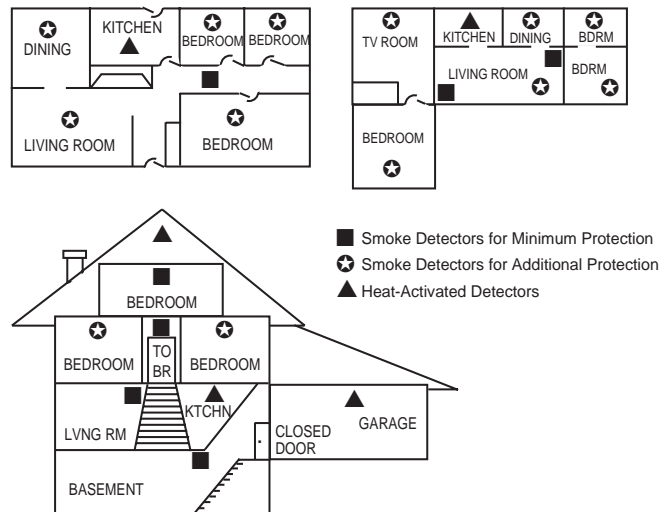 DINING
KITCHEN
BEDROOM
BEDROOM
LIVING ROOM
BEDROOM
TV ROOM
KITCHEN
DINING
BDRM
LIVING ROOM
BDRM
BEDROOM
Smoke Detectors for Minimum Protection
Smoke Detectors for Additional Protection
Heat-Activated Detectors
BEDROOM
BEDROOM
TO
BR
BEDROOM
LVNG RM
KTCHN
CLOSED
DOOR
GARAGE
BASEMENT